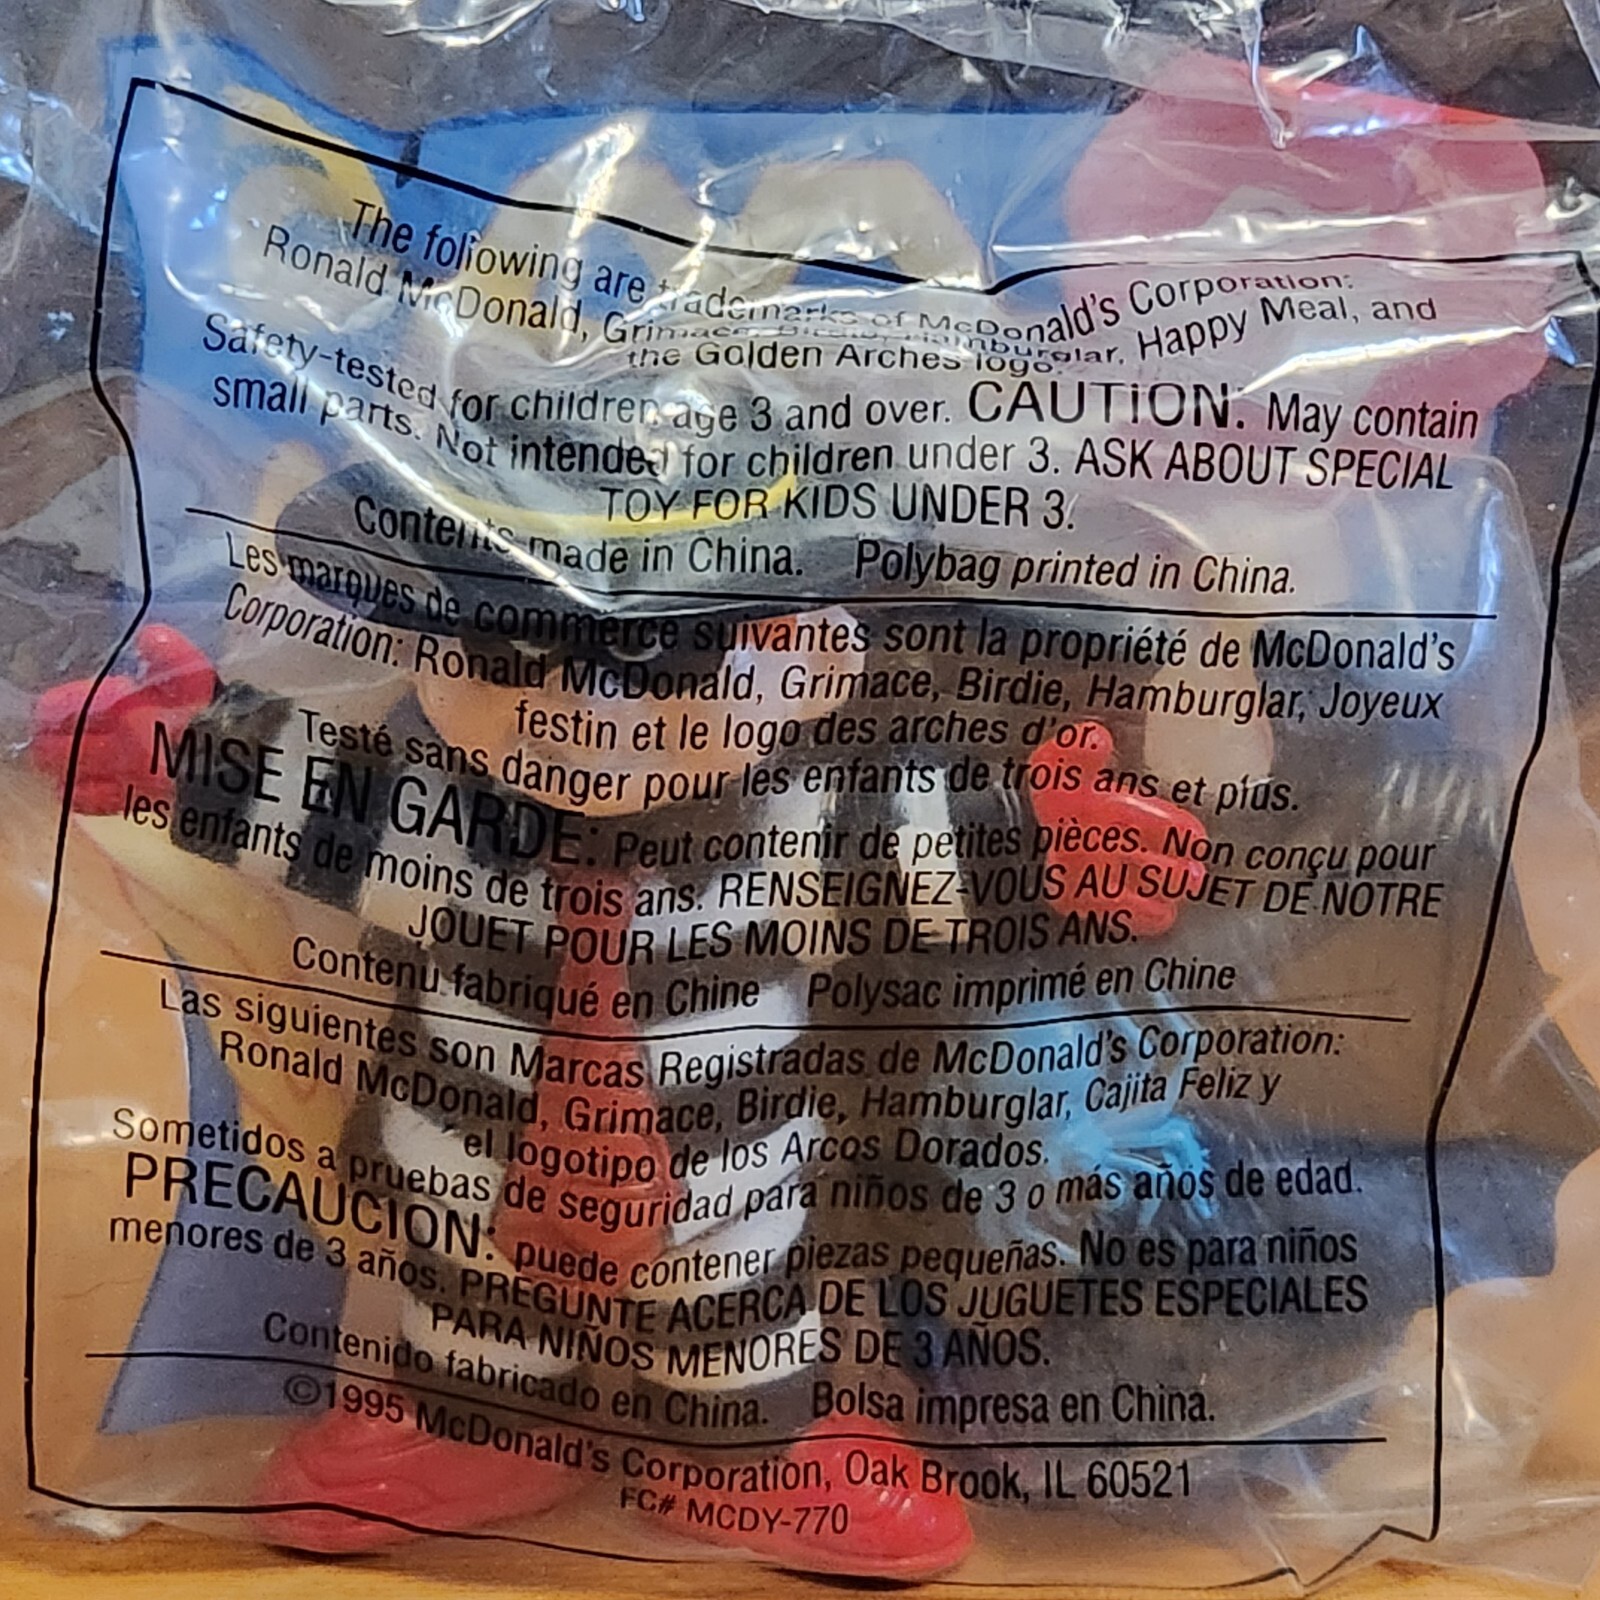 The following are trademarks of McDonald's Corporation:
Ronald McDonald, Grimace, Birdie, Hamburglar, Happy Meal, and
the Golden Arches logo.
Safety-tested for children age 3 and over. CAUTION: May contain
small parts. Not intended for children under 3. ASK ABOUT SPECIAL
TOY FOR KIDS UNDER 3.
Contents made in China. Polybag printed in China.
Les marques de commerce suivantes sont la propriété de McDonald's
Corporation: Ronald McDonald, Grimace, Birdie, Hamburglar, Joyeux
festin et le logo des arches d'or.
Testé sans danger pour les enfants de trois ans et plus.
MISE EN GARDE: Peut contenir de petites pièces. Non conçu pour
les enfants de moins de trois ans. RENSEIGNEZ-VOUS AU SUJET DE NOTRE
JOUET POUR LES MOINS DE TROIS ANS.
Contenu fabriqué en Chine Polysac imprimé en Chine
Las siguientes son Marcas Registradas de McDonald's Corporation:
Ronald McDonald, Grimace, Birdie, Hamburglar, Cajita Feliz y
el logotipo de los Arcos Dorados.
Sometidos a pruebas de seguridad para niños de 3 o más años de edad.
PRECAUCION: puede contener piezas pequeñas. No es para niños
menores de 3 años. PREGUNTE ACERCA DE LOS JUGUETES ESPECIALES
PARA NIÑOS MENORES DE 3 AÑOS.
Contenido fabricado en China. Bolsa impresa en China.
©1995 McDonald's Corporation, Oak Brook, IL 60521
FC# MCDY-770